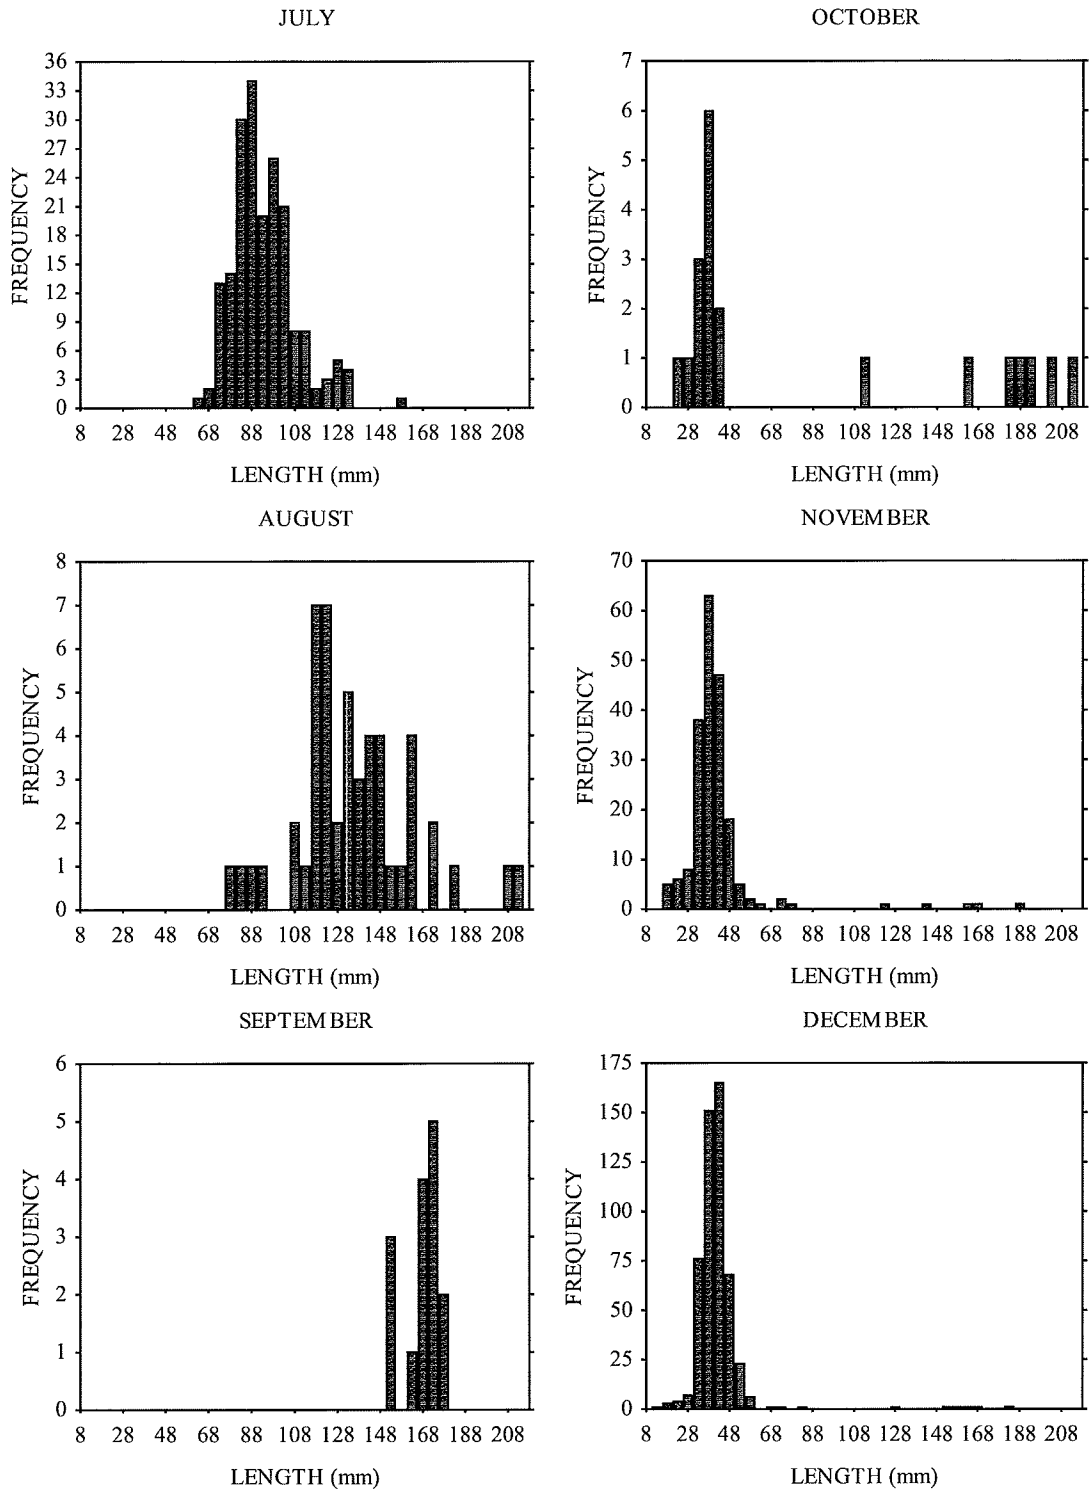 JULY
36
33
30
27
24
21
18
15
12
9
6
3
0
FREQUENCY
8 28 48 68 88 108 128 148 168 188 208
LENGTH (mm)
OCTOBER
7
6
5
4
3
2
1
0
FREQUENCY
8 28 48 68 88 108 128 148 168 188 208
LENGTH (mm)
AUGUST
8
7
6
5
4
3
2
1
0
FREQUENCY
8 28 48 68 88 108 128 148 168 188 208
LENGTH (mm)
NOVEMBER
70
60
50
40
30
20
10
0
FREQUENCY
8 28 48 68 88 108 128 148 168 188 208
LENGTH (mm)
SEPTEMBER
6
5
4
3
2
1
0
FREQUENCY
8 28 48 68 88 108 128 148 168 188 208
LENGTH (mm)
DECEMBER
175
150
125
100
75
50
25
0
FREQUENCY
8 28 48 68 88 108 128 148 168 188 208
LENGTH (mm)